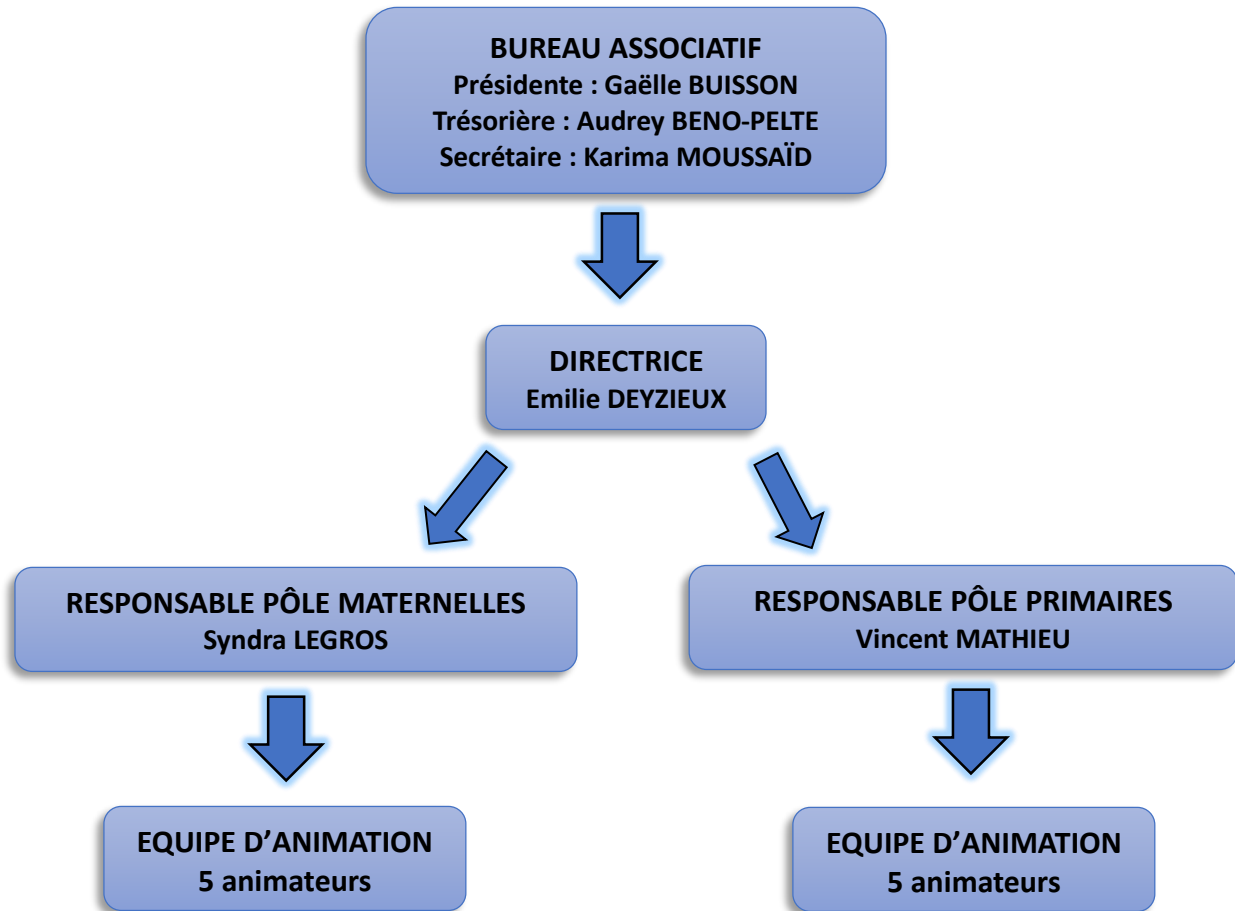 BUREAU ASSOCIATIF
Présidente : Gaëlle BUISSON
Trésorière : Audrey BENO-PELTE
Secrétaire : Karima MOUSSAÏD
DIRECTRICE
Emilie DEYZIEUX
RESPONSABLE PÔLE MATERNELLES
Syndra LEGROS
RESPONSABLE PÔLE PRIMAIRES
Vincent MATHIEU
EQUIPE D’ANIMATION
5 animateurs
EQUIPE D’ANIMATION
5 animateurs